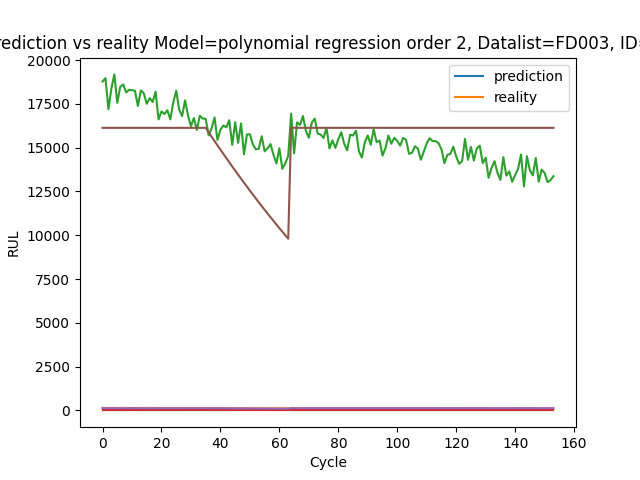 rediction vs reality Model=polynomial regression order 2, Datalist=FD003, ID=
20000
17500
15000
12500
10000
7500
5000
2500
0
RUL
prediction
reality
0 20 40 60 80 100 120 140 160
Cycle